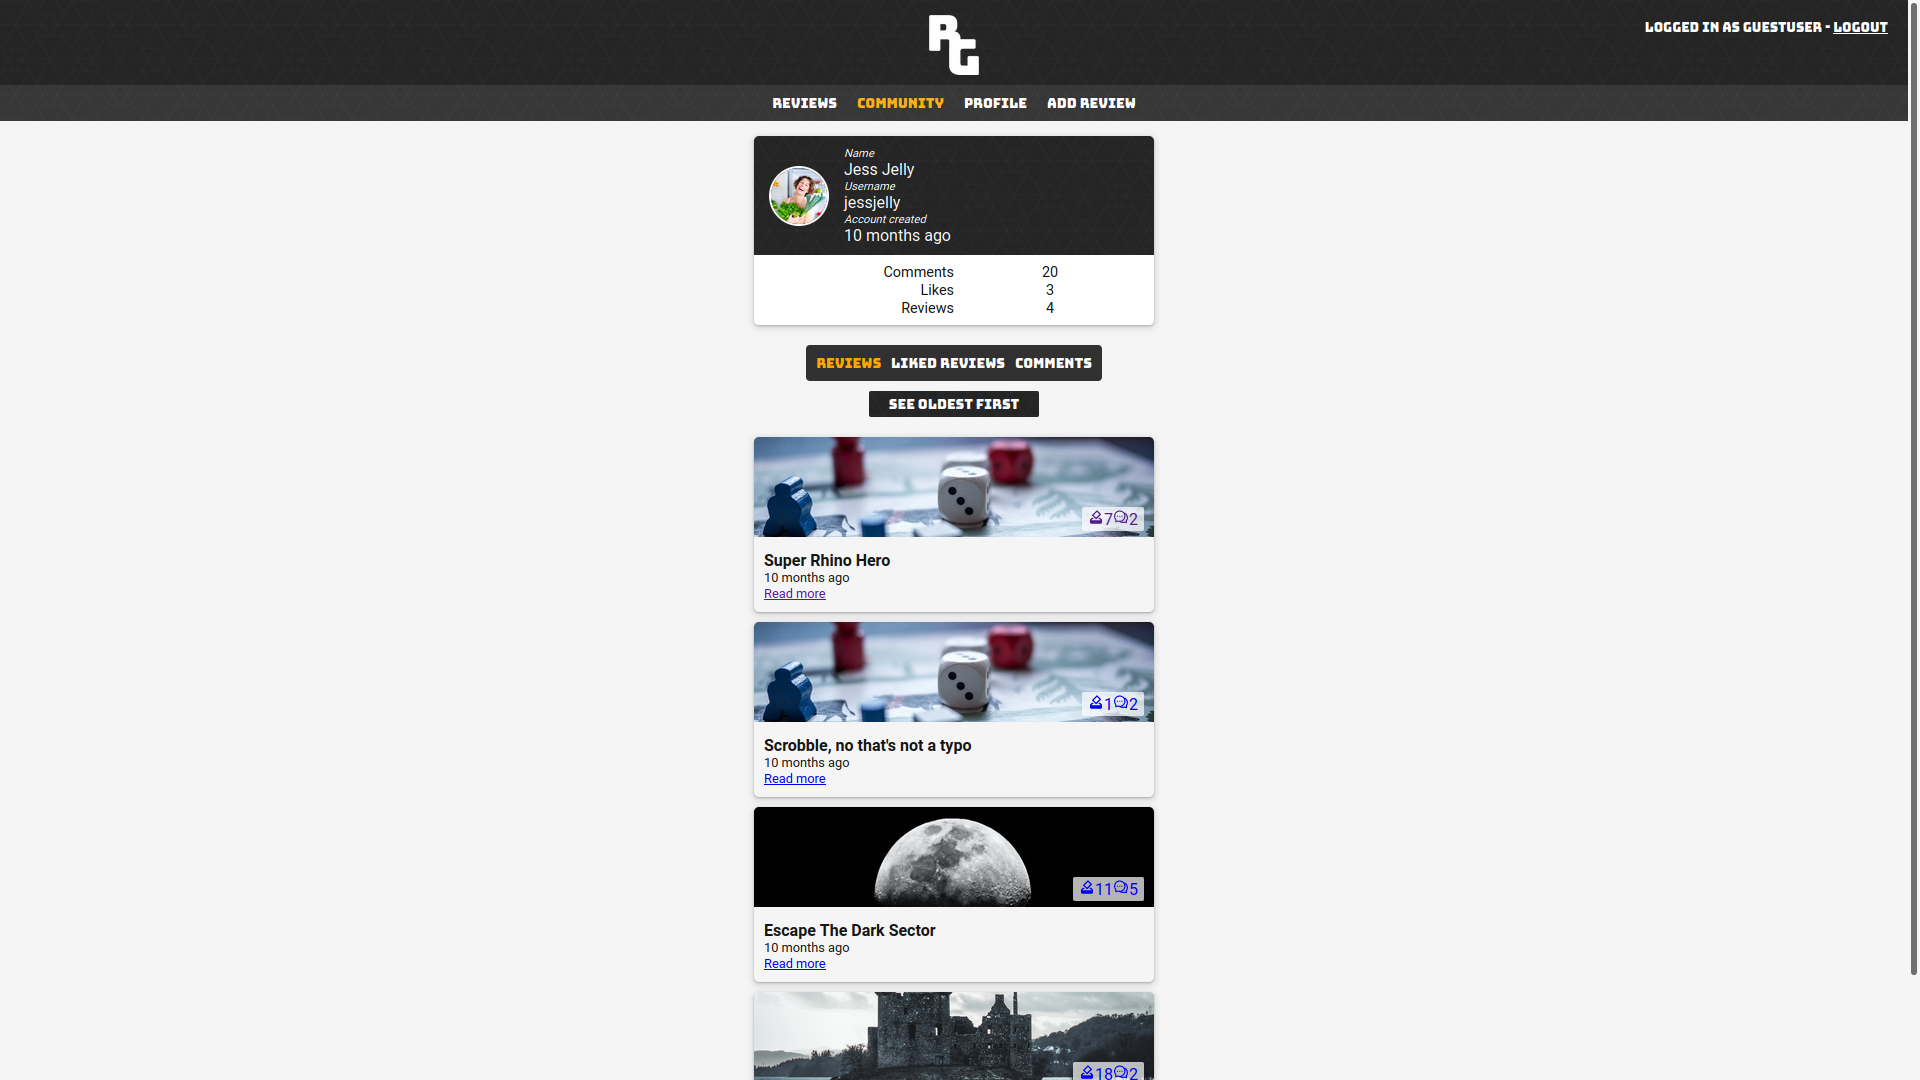 RG
LOGGED IN AS GUESTUSER - LOGOUT
REVIEWS COMMUNITY PROFILE ADD REVIEW
Name
Jess Jelly
Username
jessjelly
Account created
10 months ago
Comments 20
Likes 3
Reviews 4
REVIEWS LIKED REVIEWS COMMENTS
SEE OLDEST FIRST
7 2
Super Rhino Hero
10 months ago
Read more
1 2
Scrobble, no that's not a typo
10 months ago
Read more
11 5
Escape The Dark Sector
10 months ago
Read more
18 2